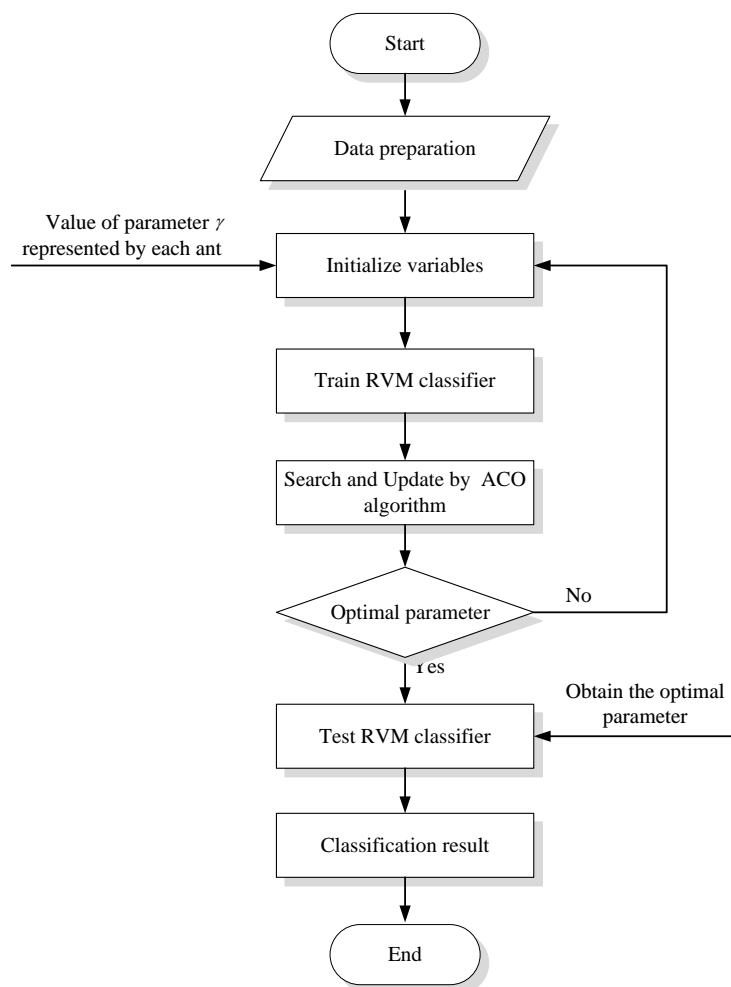 Start
Data preparation
Value of parameter γ
represented by each ant
Initialize variables
Train RVM classifier
Search and Update by ACO
algorithm
Optimal parameter
No
Yes
Obtain the optimal
parameter
Test RVM classifier
Classification result
End